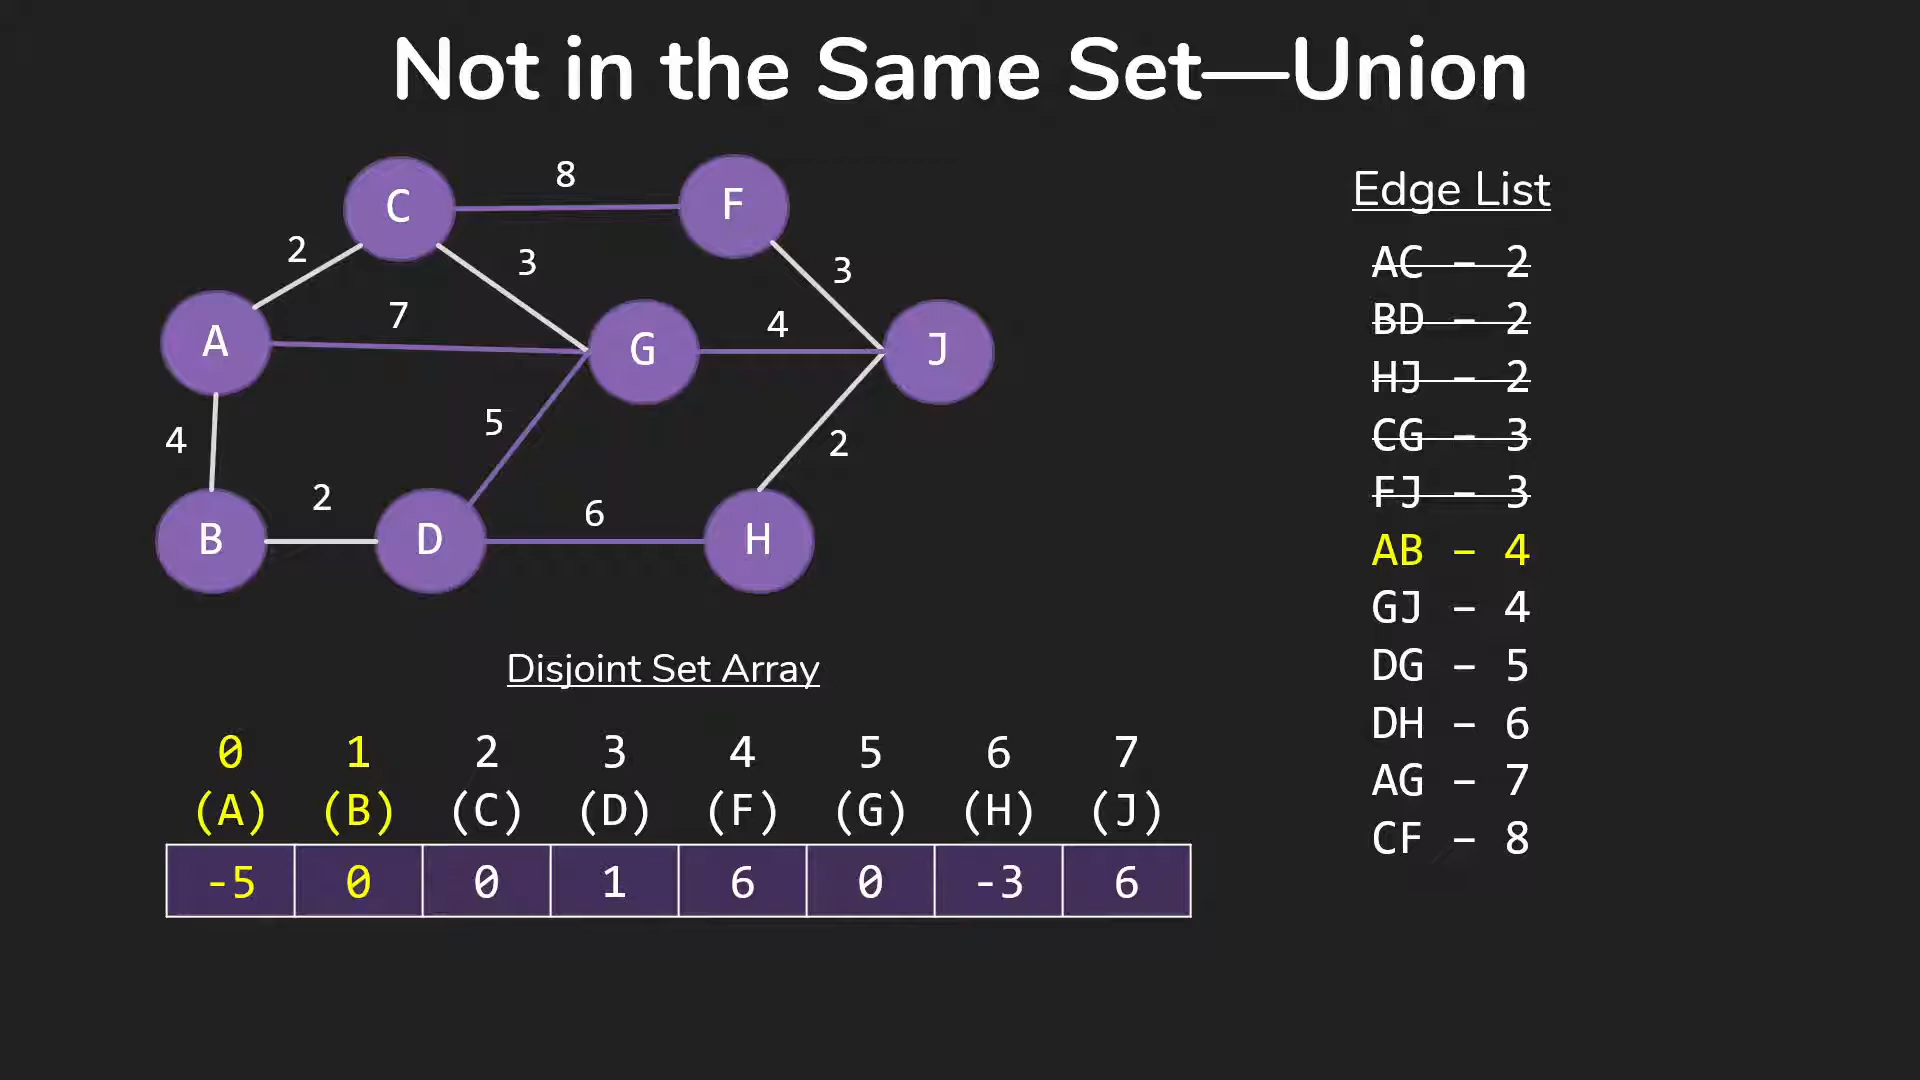 Not in the Same Set—Union
8
C
F
2
3
3
7
4
A
G
J
4
5
2
2
6
B
D
H
Edge List
AC – 2
BD – 2
HJ – 2
CG – 3
FJ – 3
AB – 4
GJ – 4
DG – 5
DH – 6
AG – 7
CF – 8
Disjoint Set Array
0 1 2 3 4 5 6 7
(A) (B) (C) (D) (F) (G) (H) (J)
-5 0 0 1 6 0 -3 6